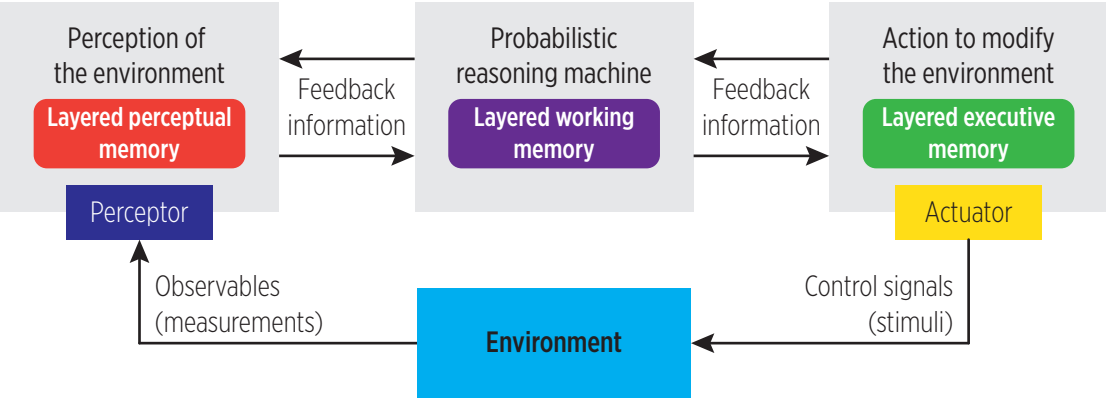 Perception of
the environment
Layered perceptual
memory
Perceptor
Feedback
information
Probabilistic
reasoning machine
Layered working
memory
Feedback
information
Action to modify
the environment
Layered executive
memory
Actuator
Observables
(measurements)
Environment
Control signals
(stimuli)